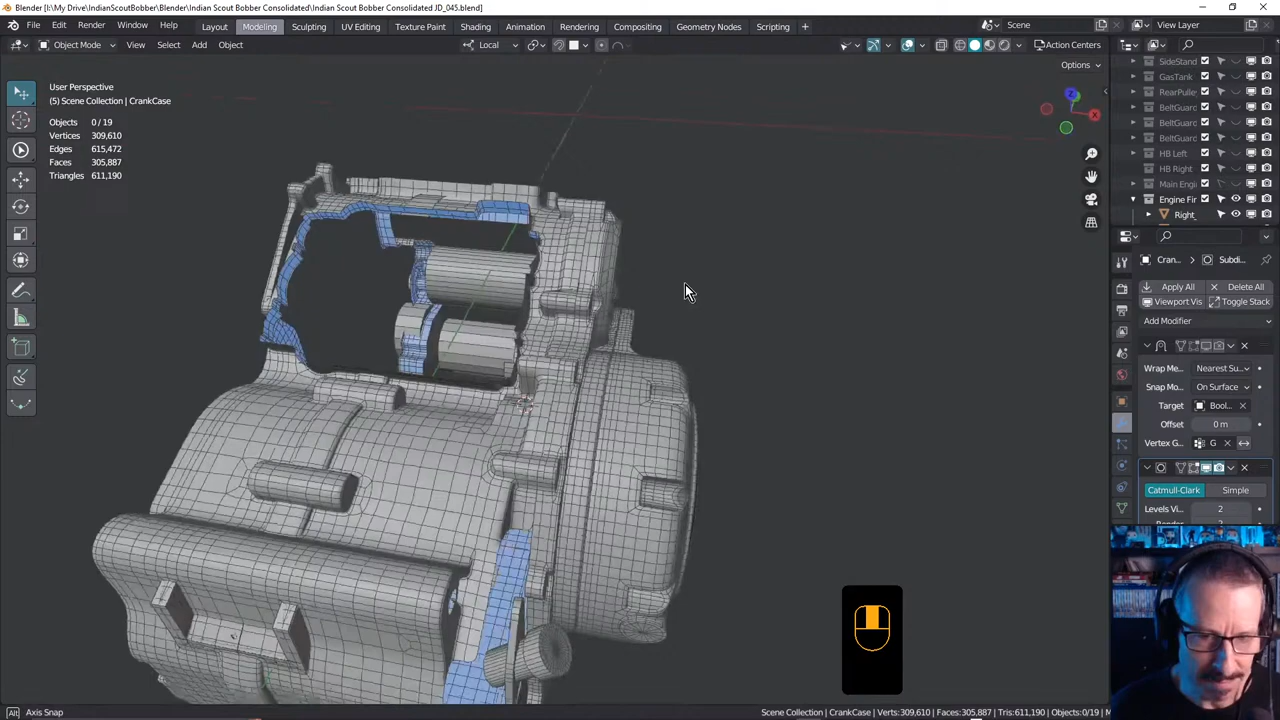 Blender [I:\My Drive\IndianScoutBobber\Blender\Indian Scout Bobber Consolidated\Indian Scout Bobber Consolidated JD_045.blend]
File Edit Render Window Help Layout Modeling Sculpting UV Editing Texture Paint Shading Animation Rendering Compositing Geometry Nodes Scripting + Scene View Layer
Object Mode View Select Add Object Local Action Centers
Options
User Perspective
(5) Scene Collection | CrankCase
Objects 0 / 19
Vertices 309,610
Edges 615,472
Faces 305,887
Triangles 611,190
X
Z
SideStand
GasTank
RearPulle
BeltGuard
BeltGuard
BeltGuard
HB Left
HB Right
Main Eng
Engine Fir
Right_
Cran... Subdi...
Apply All Delete All
Viewport Vis Toggle Stack
Add Modifier
Wrap Me... Nearest Su...
Snap Mo... On Surface
Target Bool...
Offset 0 m
Vertex G... G
Catmull-Clark Simple
Levels Vi... 2
Axis Snap
Scene Collection | CrankCase | Verts:309,610 | Faces:305,887 | Tris:611,190 | Objects:0/19 | M